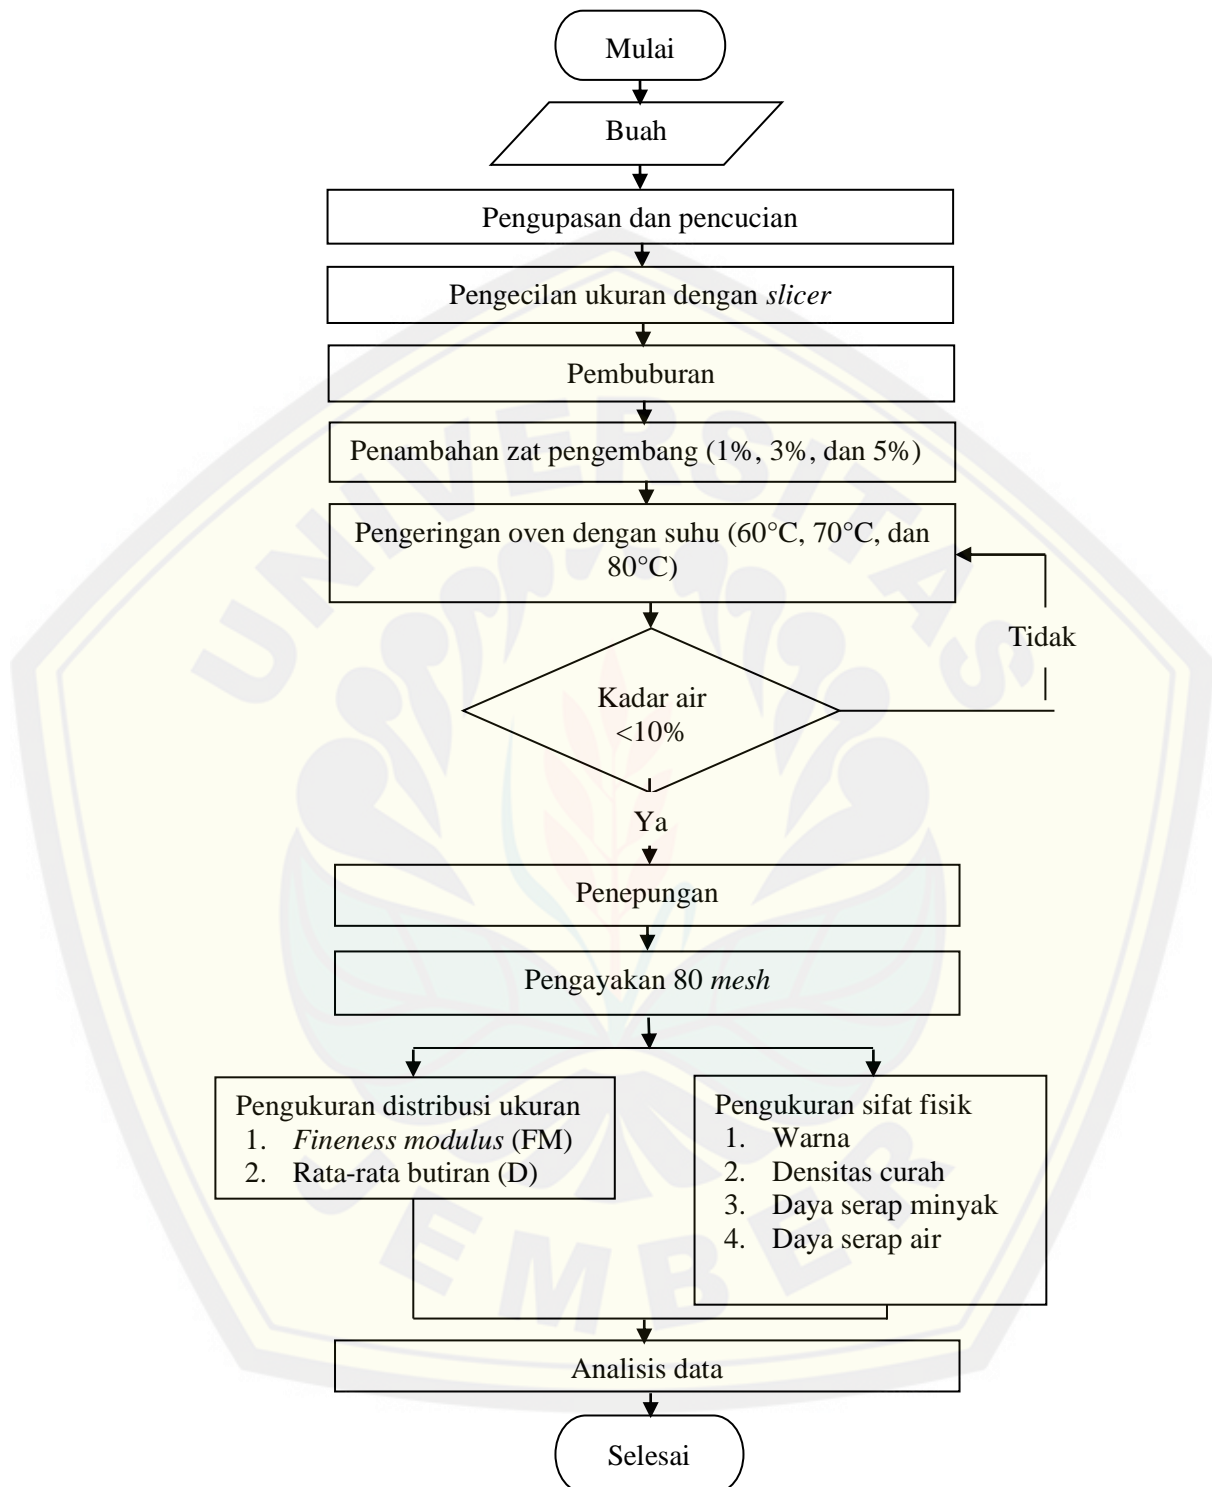 Mulai
Buah
Pengupasan dan pencucian
Pengecilan ukuran dengan slicer
Pembuburan
Penambahan zat pengembang (1%, 3%, dan 5%)
Pengeringan oven dengan suhu (60°C, 70°C, dan
80°C)
Tidak
Kadar air
<10%
Ya
Penepungan
Pengayakan 80 mesh
Pengukuran distribusi ukuran
1. Fineness modulus (FM)
2. Rata-rata butiran (D)
Pengukuran sifat fisik
1. Warna
2. Densitas curah
3. Daya serap minyak
4. Daya serap air
Analisis data
Selesai
UNIVERSITAS
JEMBER